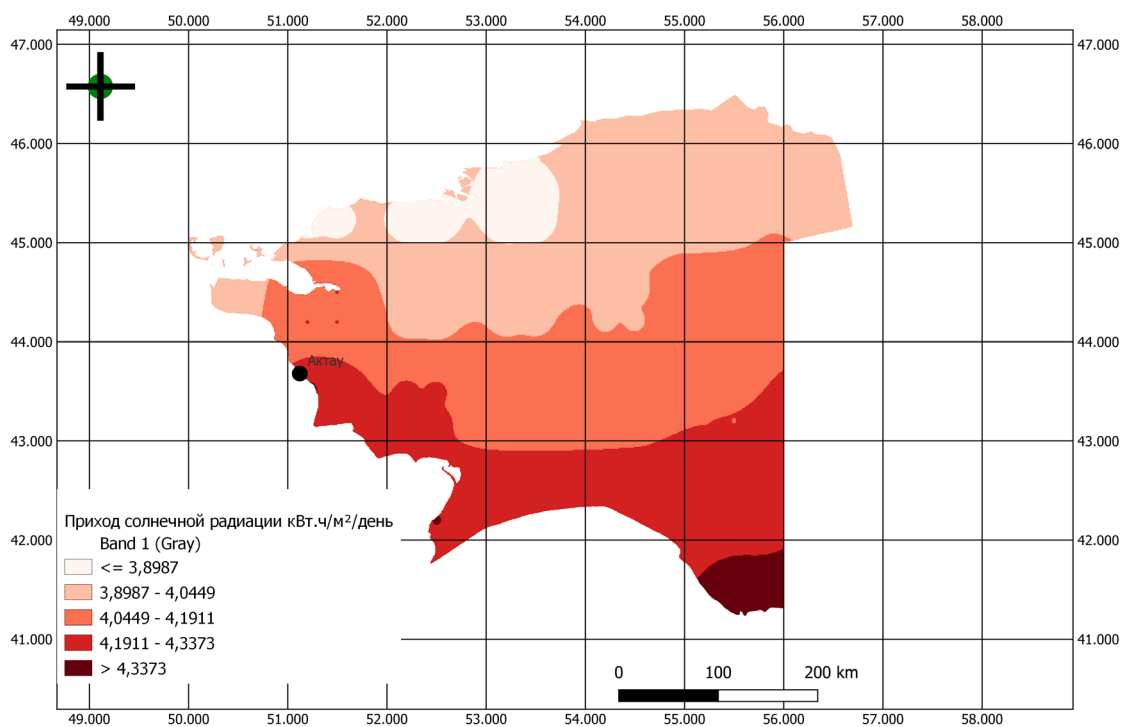 49.000 50.000 51.000 52.000 53.000 54.000 55.000 56.000 57.000 58.000
47.000 47.000
46.000 46.000
45.000 45.000
44.000 44.000
Актау
43.000 43.000
Приход солнечной радиации кВт.ч/м²/день
42.000 42.000
Band 1 (Gray)
<= 3,8987
3,8987 - 4,0449
4,0449 - 4,1911
41.000 41.000
4,1911 - 4,3373
> 4,3373
0 100 200 km
49.000 50.000 51.000 52.000 53.000 54.000 55.000 56.000 57.000 58.000